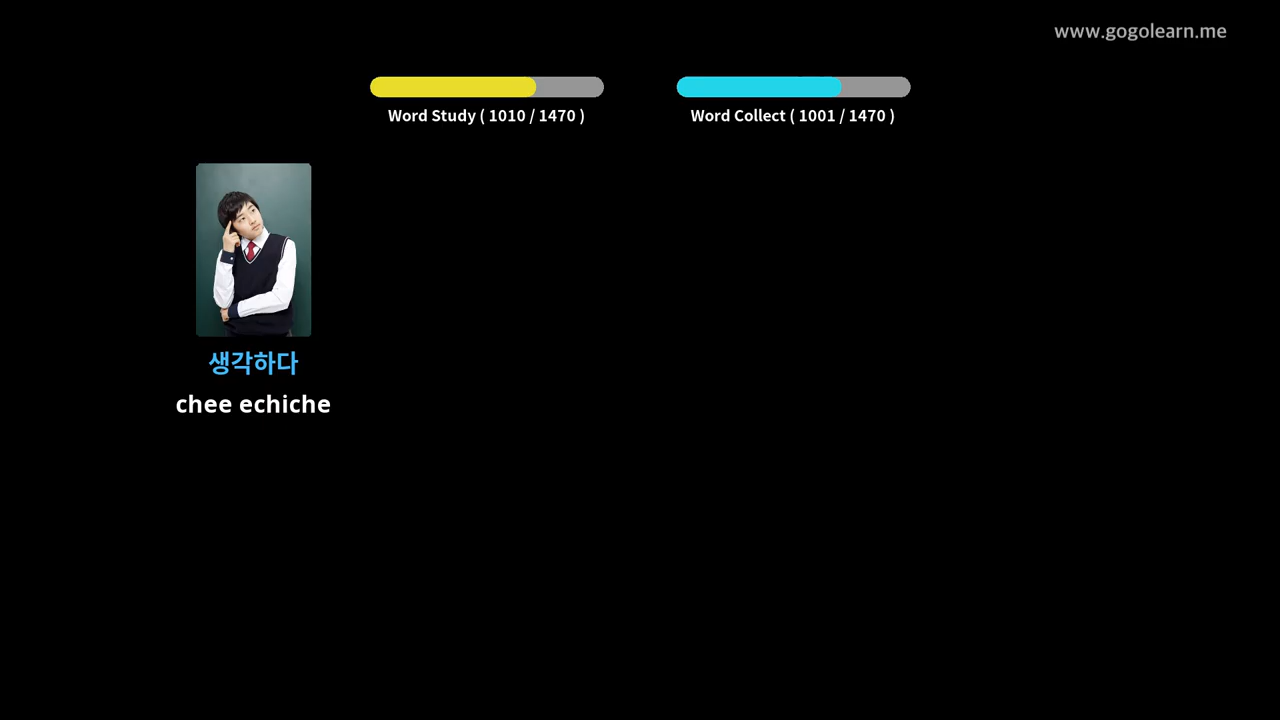 www.gogolearn.me
Word Study ( 1010 / 1470 )
Word Collect ( 1001 / 1470 )
생각하다
chee echiche